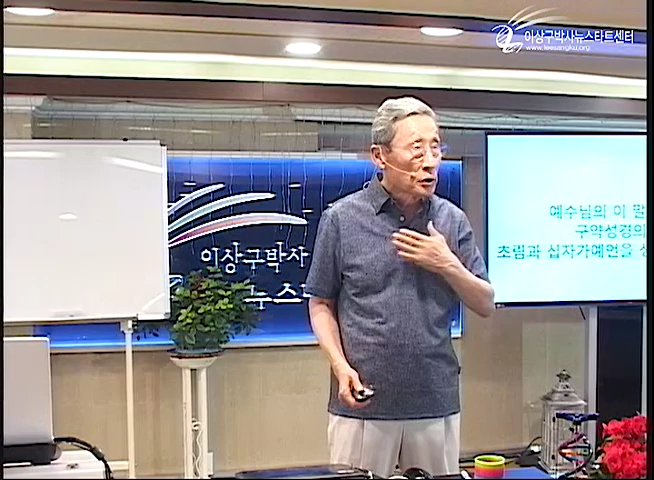 이상구박사뉴스타트센터
www.leesangku.org
이상구박사
뉴스
예수님의 이
구약성경의
초림과 십자가예언을